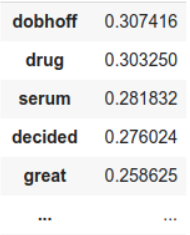 dobhoff 0.307416
drug 0.303250
serum 0.281832
decided 0.276024
great 0.258625
... ...